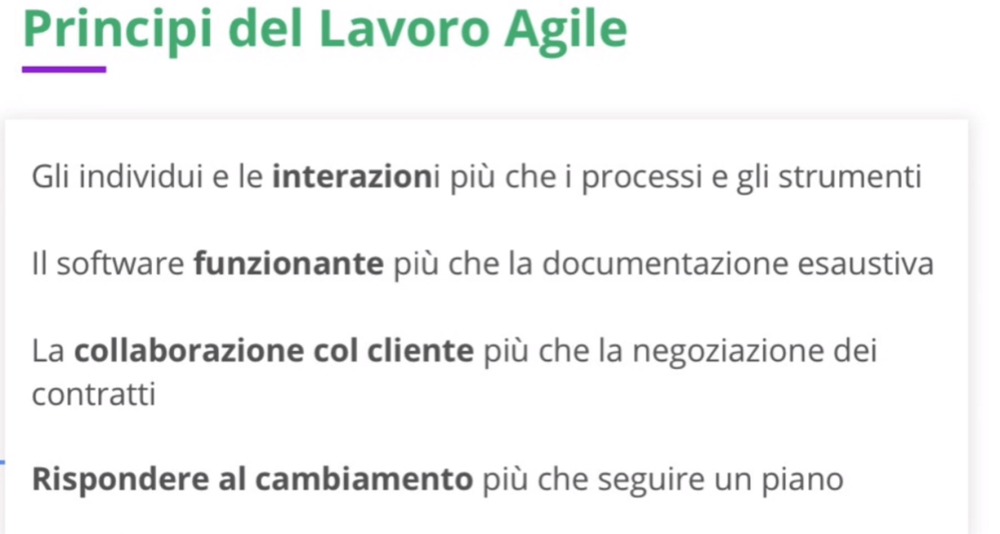 Principi del Lavoro Agile
Gli individui e le interazioni più che i processi e gli strumenti
Il software funzionante più che la documentazione esaustiva
La collaborazione col cliente più che la negoziazione dei
contratti
Rispondere al cambiamento più che seguire un piano